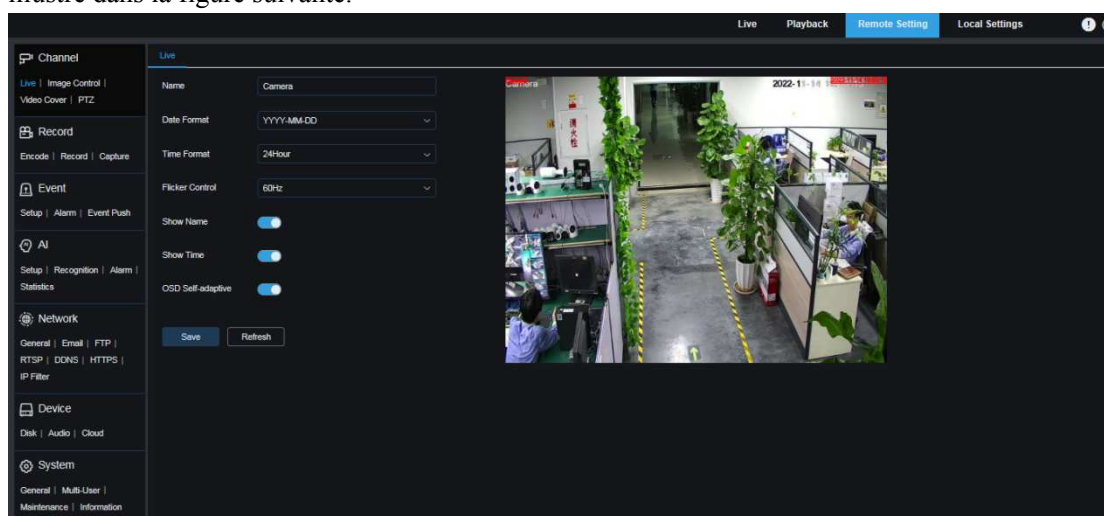 illustré dans la figure suivante:
Live Playback Remote Setting Local Settings
Channel
Live | Image Control |
Video Cover | PTZ
Record
Encode | Record | Capture
Event
Setup | Alarm | Event Push
AI
Setup | Recognition | Alarm |
Statistics
Network
General | Email | FTP |
RTSP | DDNS | HTTPS |
IP Filter
Device
Disk | Audio | Cloud
System
General | Multi-User |
Maintenance | Information
Live
Name Camera
Date Format YYYY-MM-DD
Time Format 24Hour
Flicker Control 60Hz
Show Name
Show Time
OSD Self-adaptive
Save Refresh
Camera 2022-11-14
消火栓